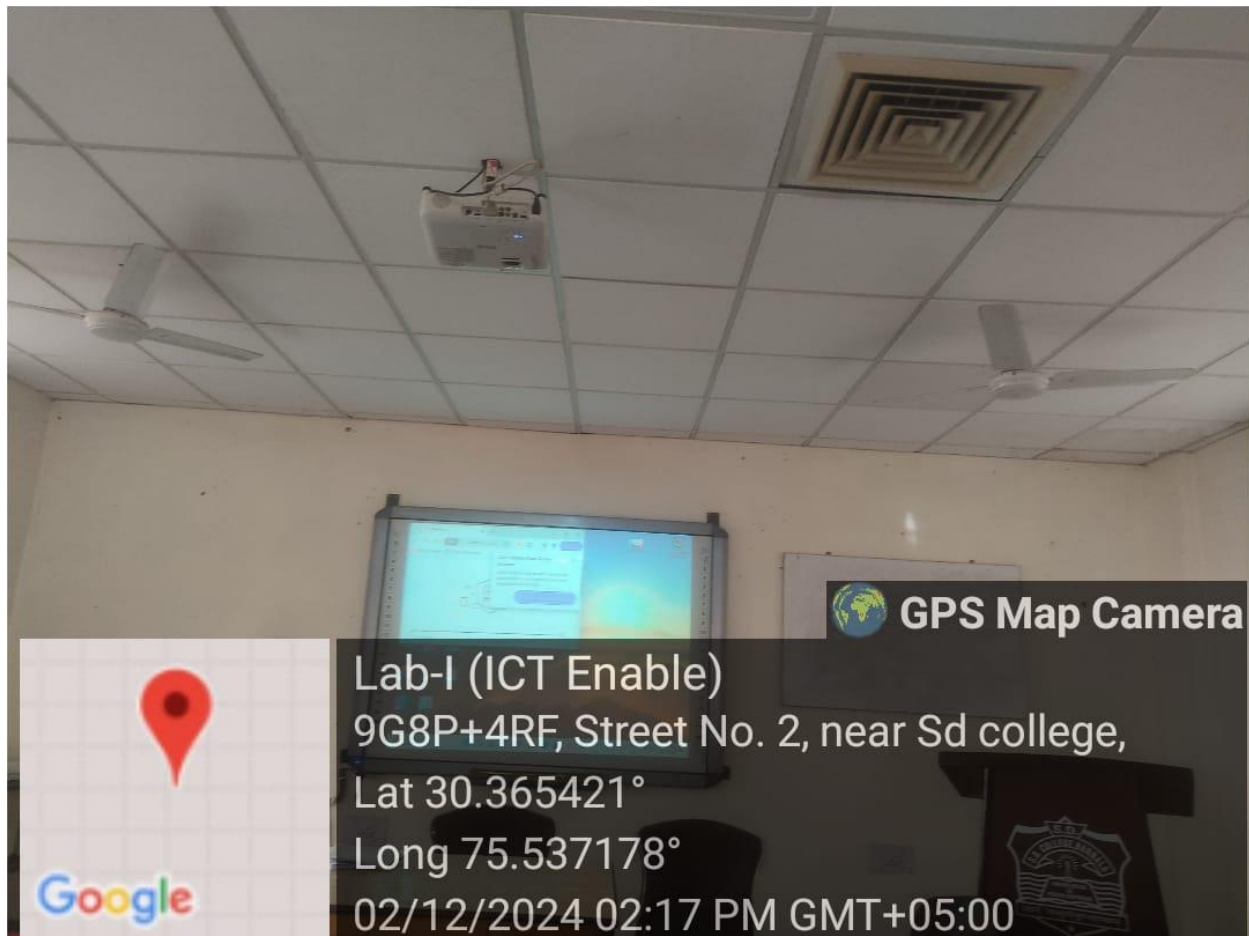 GPS Map Camera
Lab-I (ICT Enable)
9G8P+4RF, Street No. 2, near Sd college,
Lat 30.365421°
Long 75.537178°
02/12/2024 02:17 PM GMT+05:00
Google
S.D.